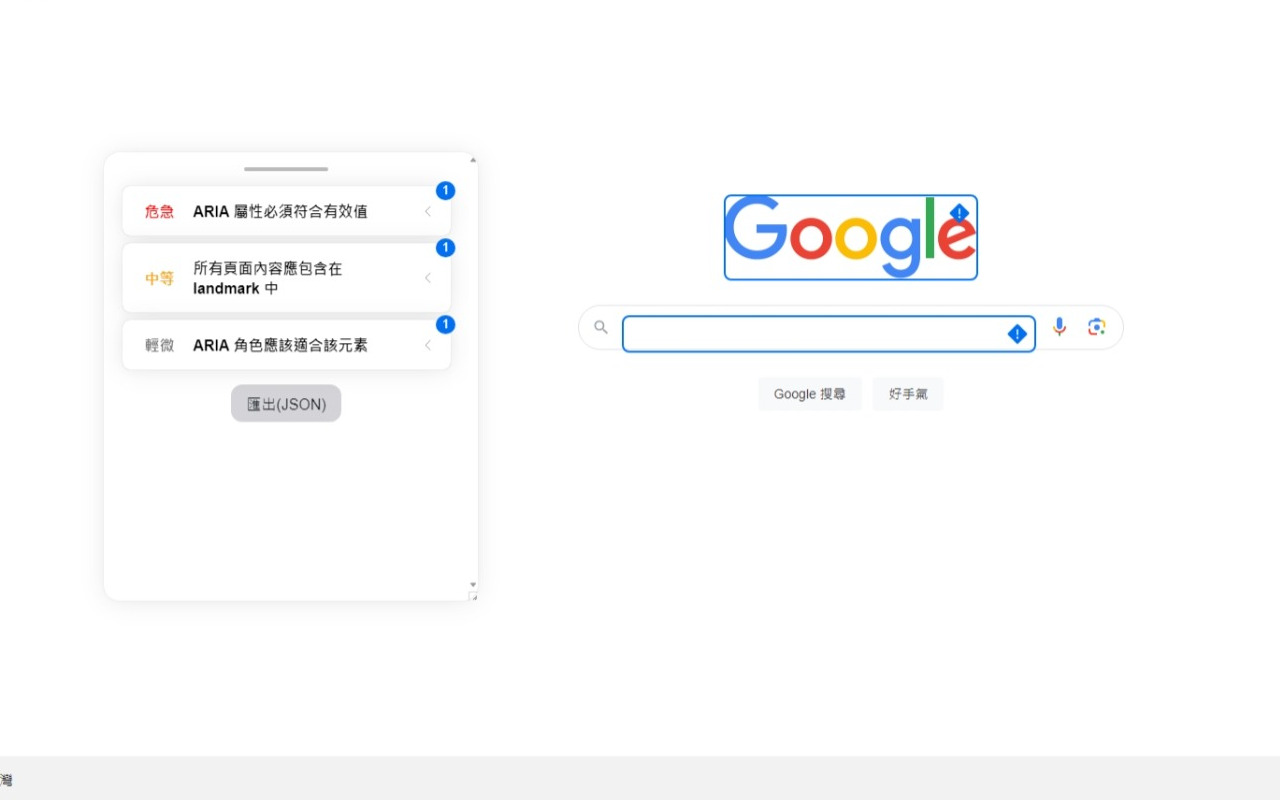 1
危急 ARIA 屬性必須符合有效值
1
中等 所有頁面內容應包含在
landmark 中
1
輕微 ARIA 角色應該適合該元素
匯出(JSON)
Google
Google 搜尋
好手氣
灣